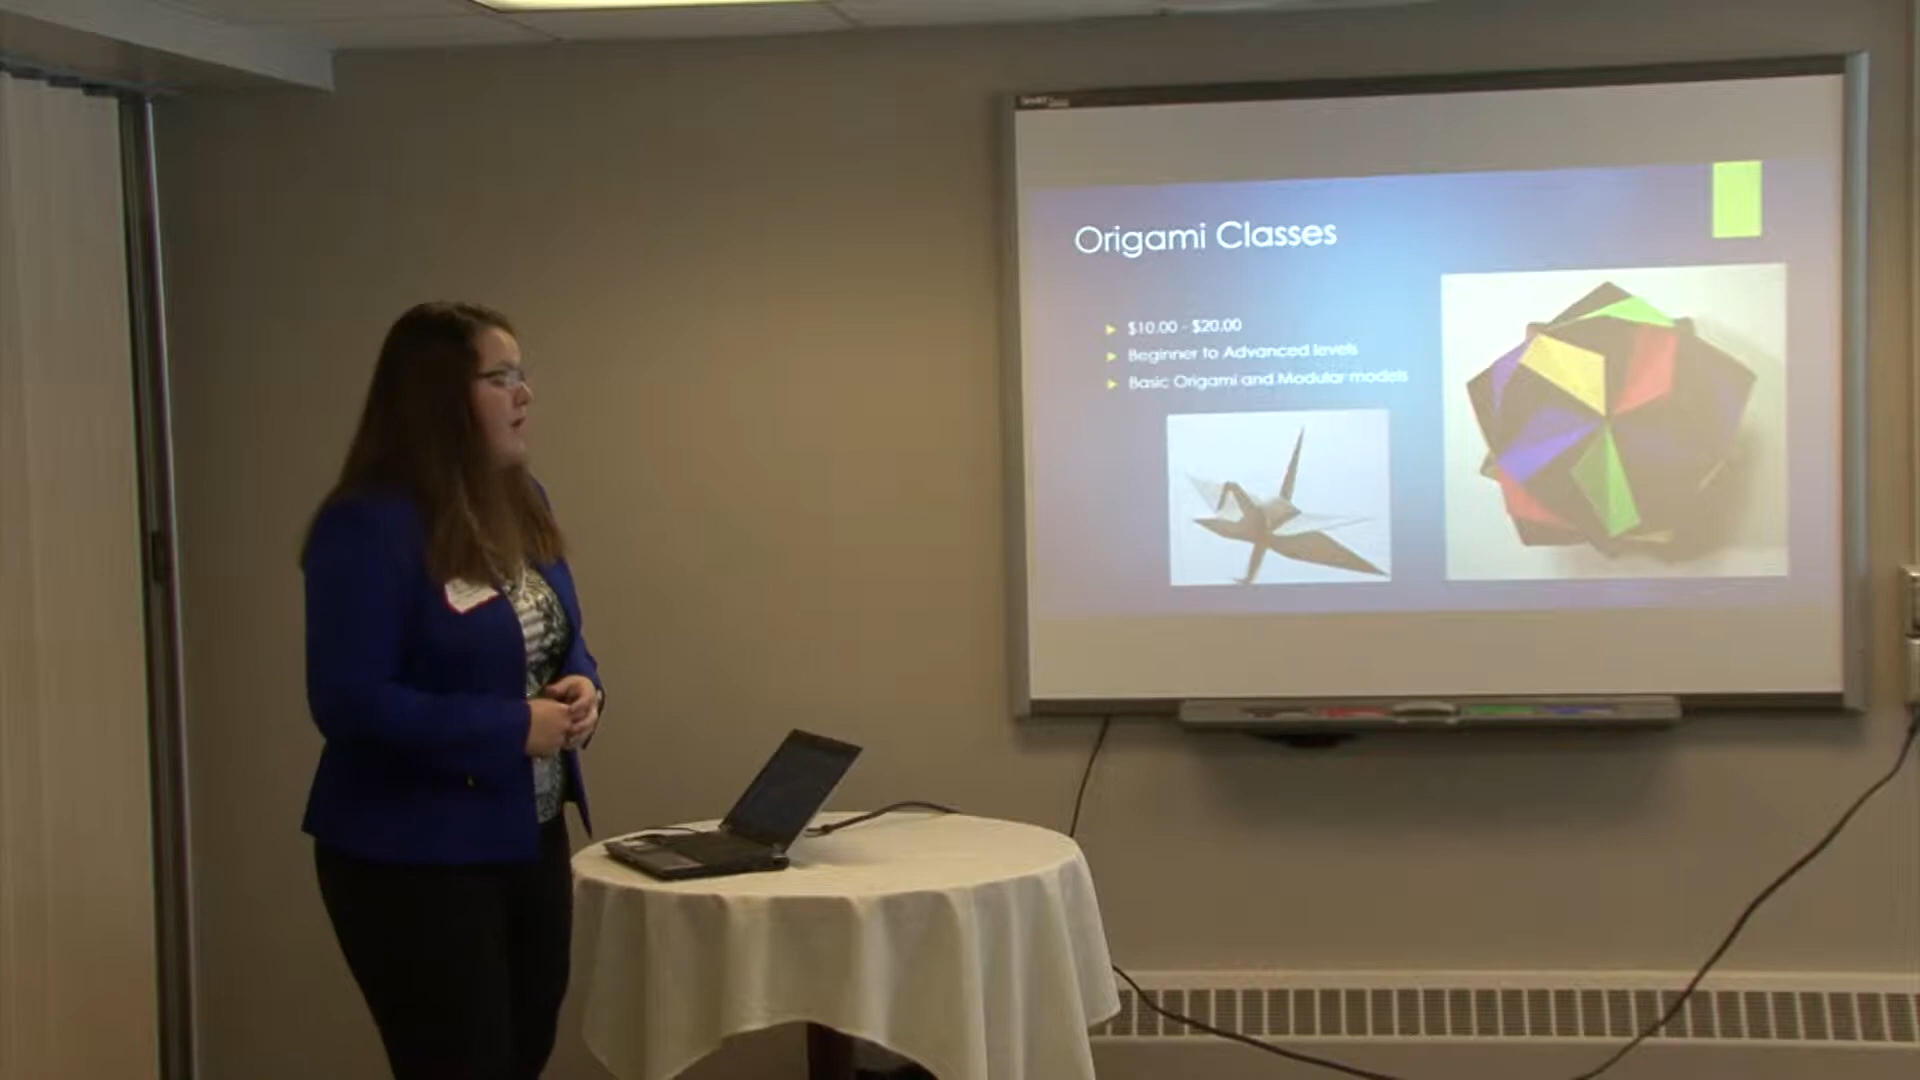 Origami Classes
$10.00 - $20.00
Beginner to Advanced levels
Basic Origami and Modular models